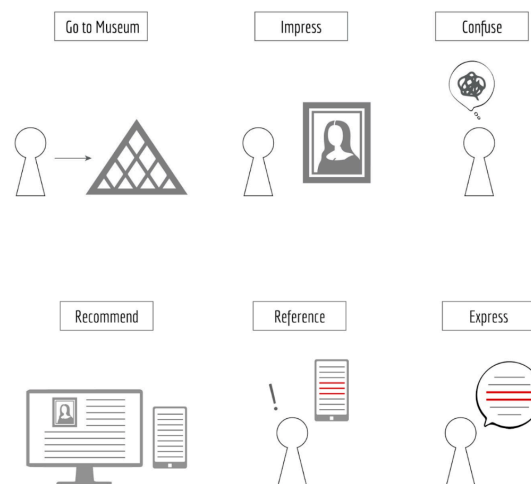 Go to Museum
Impress
Confuse
Recommend
Reference
!
Express